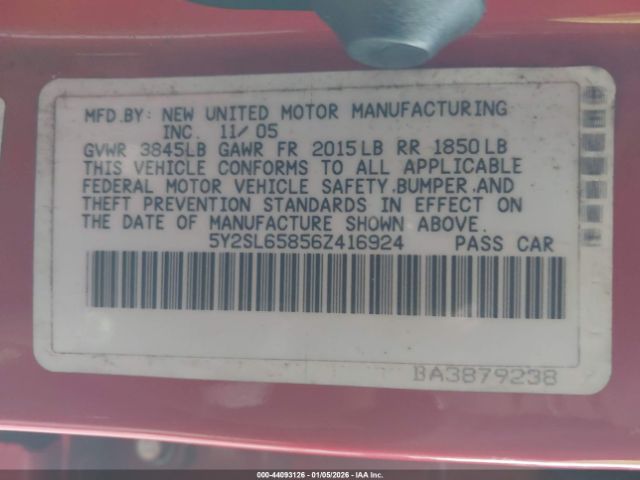 MFD.BY: NEW UNITED MOTOR MANUFACTURING
INC. 11/05
GVWR 3845LB GAWR FR 2015LB RR 1850LB
THIS VEHICLE CONFORMS TO ALL APPLICABLE
FEDERAL MOTOR VEHICLE SAFETY,BUMPER,AND
THEFT PREVENTION STANDARDS IN EFFECT ON
THE DATE OF MANUFACTURE SHOWN ABOVE.
5Y2SL65856Z416924 PASS CAR
BA3879238
000-44093126 - 01/05/2026 - IAA Inc.